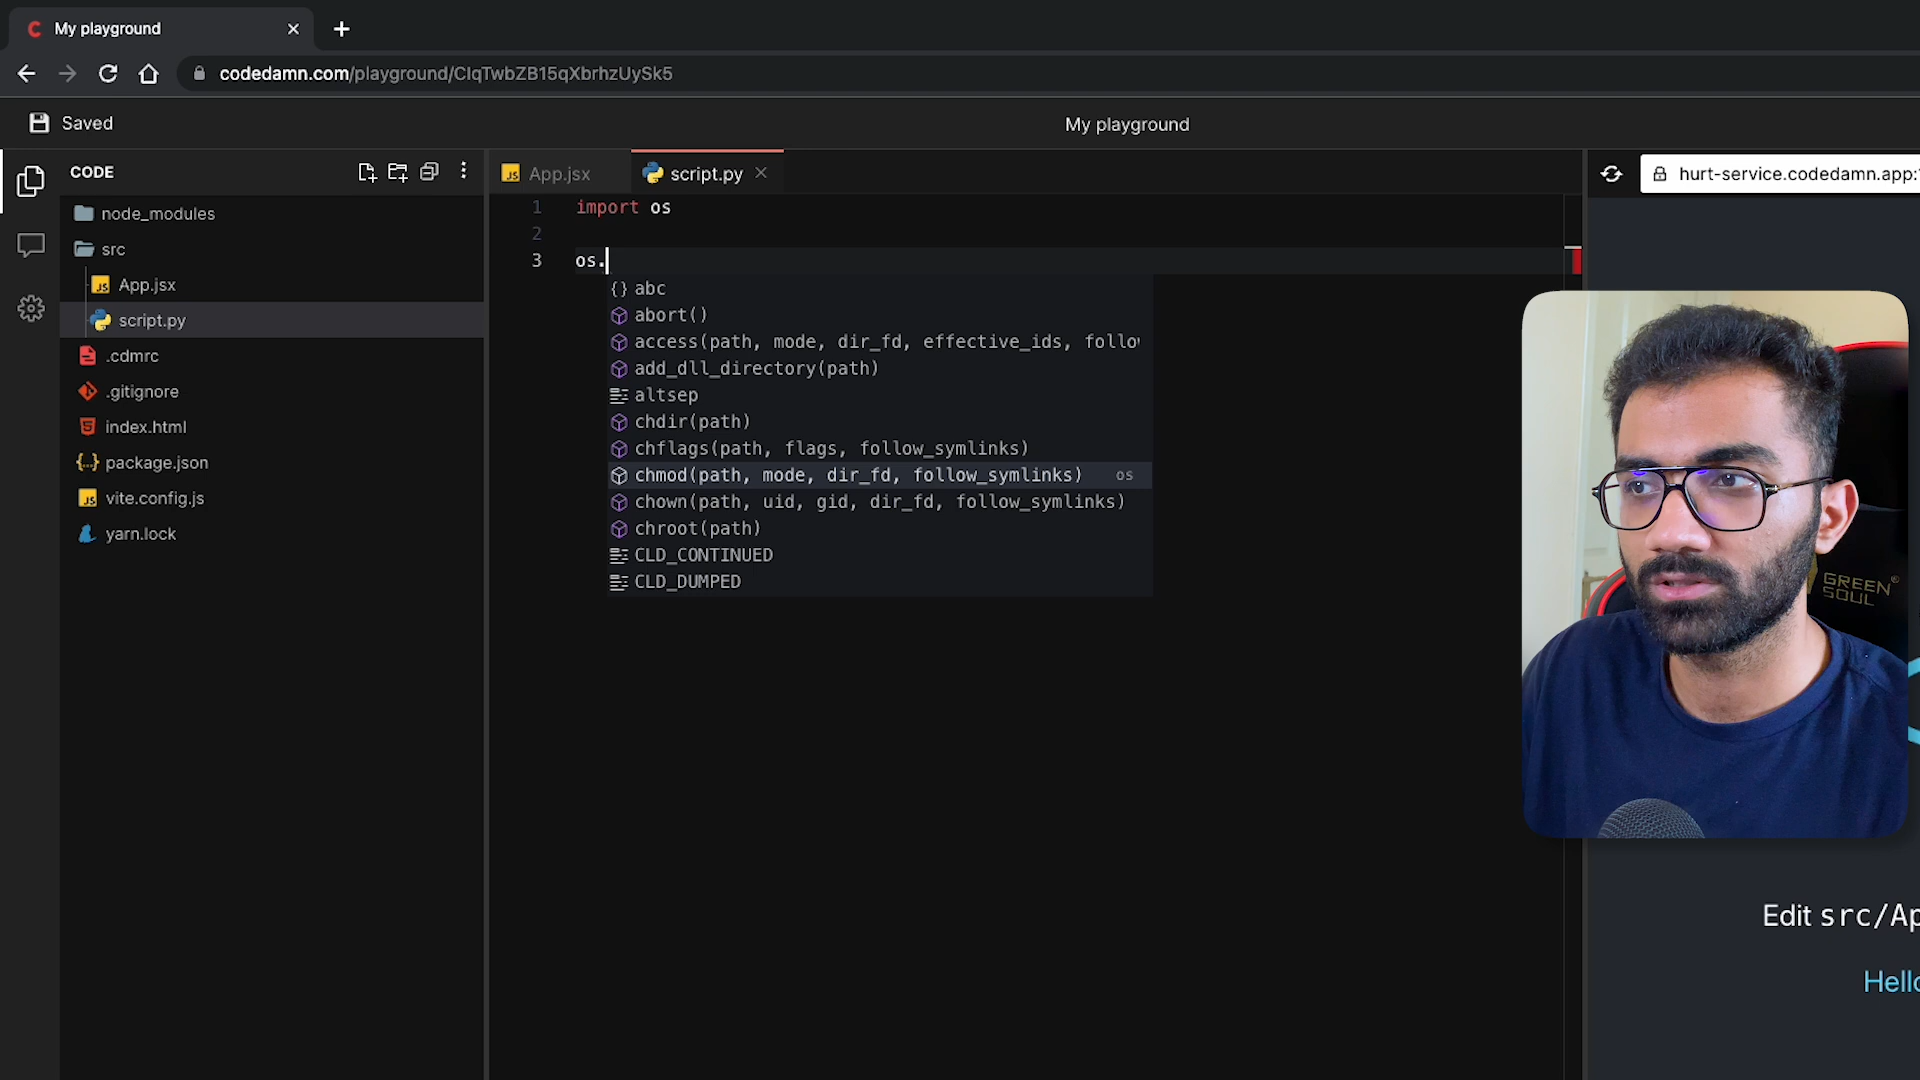 My playground
codedamn.com/playground/CIqTwbZB15qXbrhzUySk5
Saved
My playground
CODE
node_modules
src
App.jsx
script.py
.cdmrc
.gitignore
index.html
package.json
vite.config.js
yarn.lock
App.jsx
script.py
1 import os
2
3 os.
abc
abort()
access(path, mode, dir_fd, effective_ids, follow
add_dll_directory(path)
altsep
chdir(path)
chflags(path, flags, follow_symlinks)
chmod(path, mode, dir_fd, follow_symlinks) os
chown(path, uid, gid, dir_fd, follow_symlinks)
chroot(path)
CLD_CONTINUED
CLD_DUMPED
hurt-service.codedamn.app:
GREEN
SOUL
Edit src/Ap
Hello